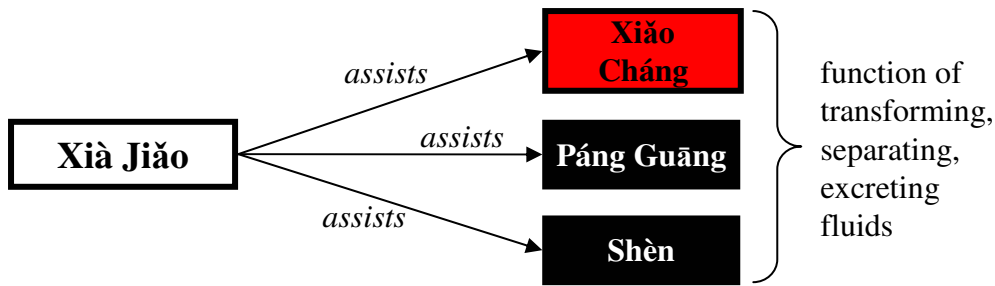 Xiǎo
Cháng
assists
function of
transforming,
separating,
excreting
fluids
Xià Jiǎo
assists
Páng Guāng
assists
Shèn